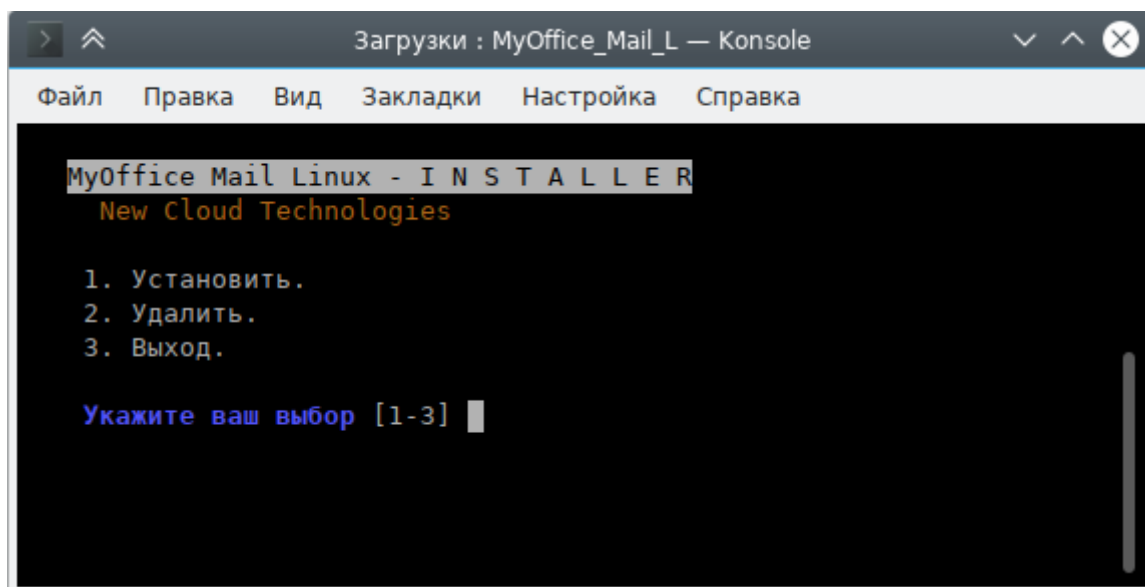 Загрузки : MyOffice_Mail_L — Konsole
Файл Правка Вид Закладки Настройка Справка
MyOffice Mail Linux - I N S T A L L E R
New Cloud Technologies
1. Установить.
2. Удалить.
3. Выход.
Укажите ваш выбор [1-3]